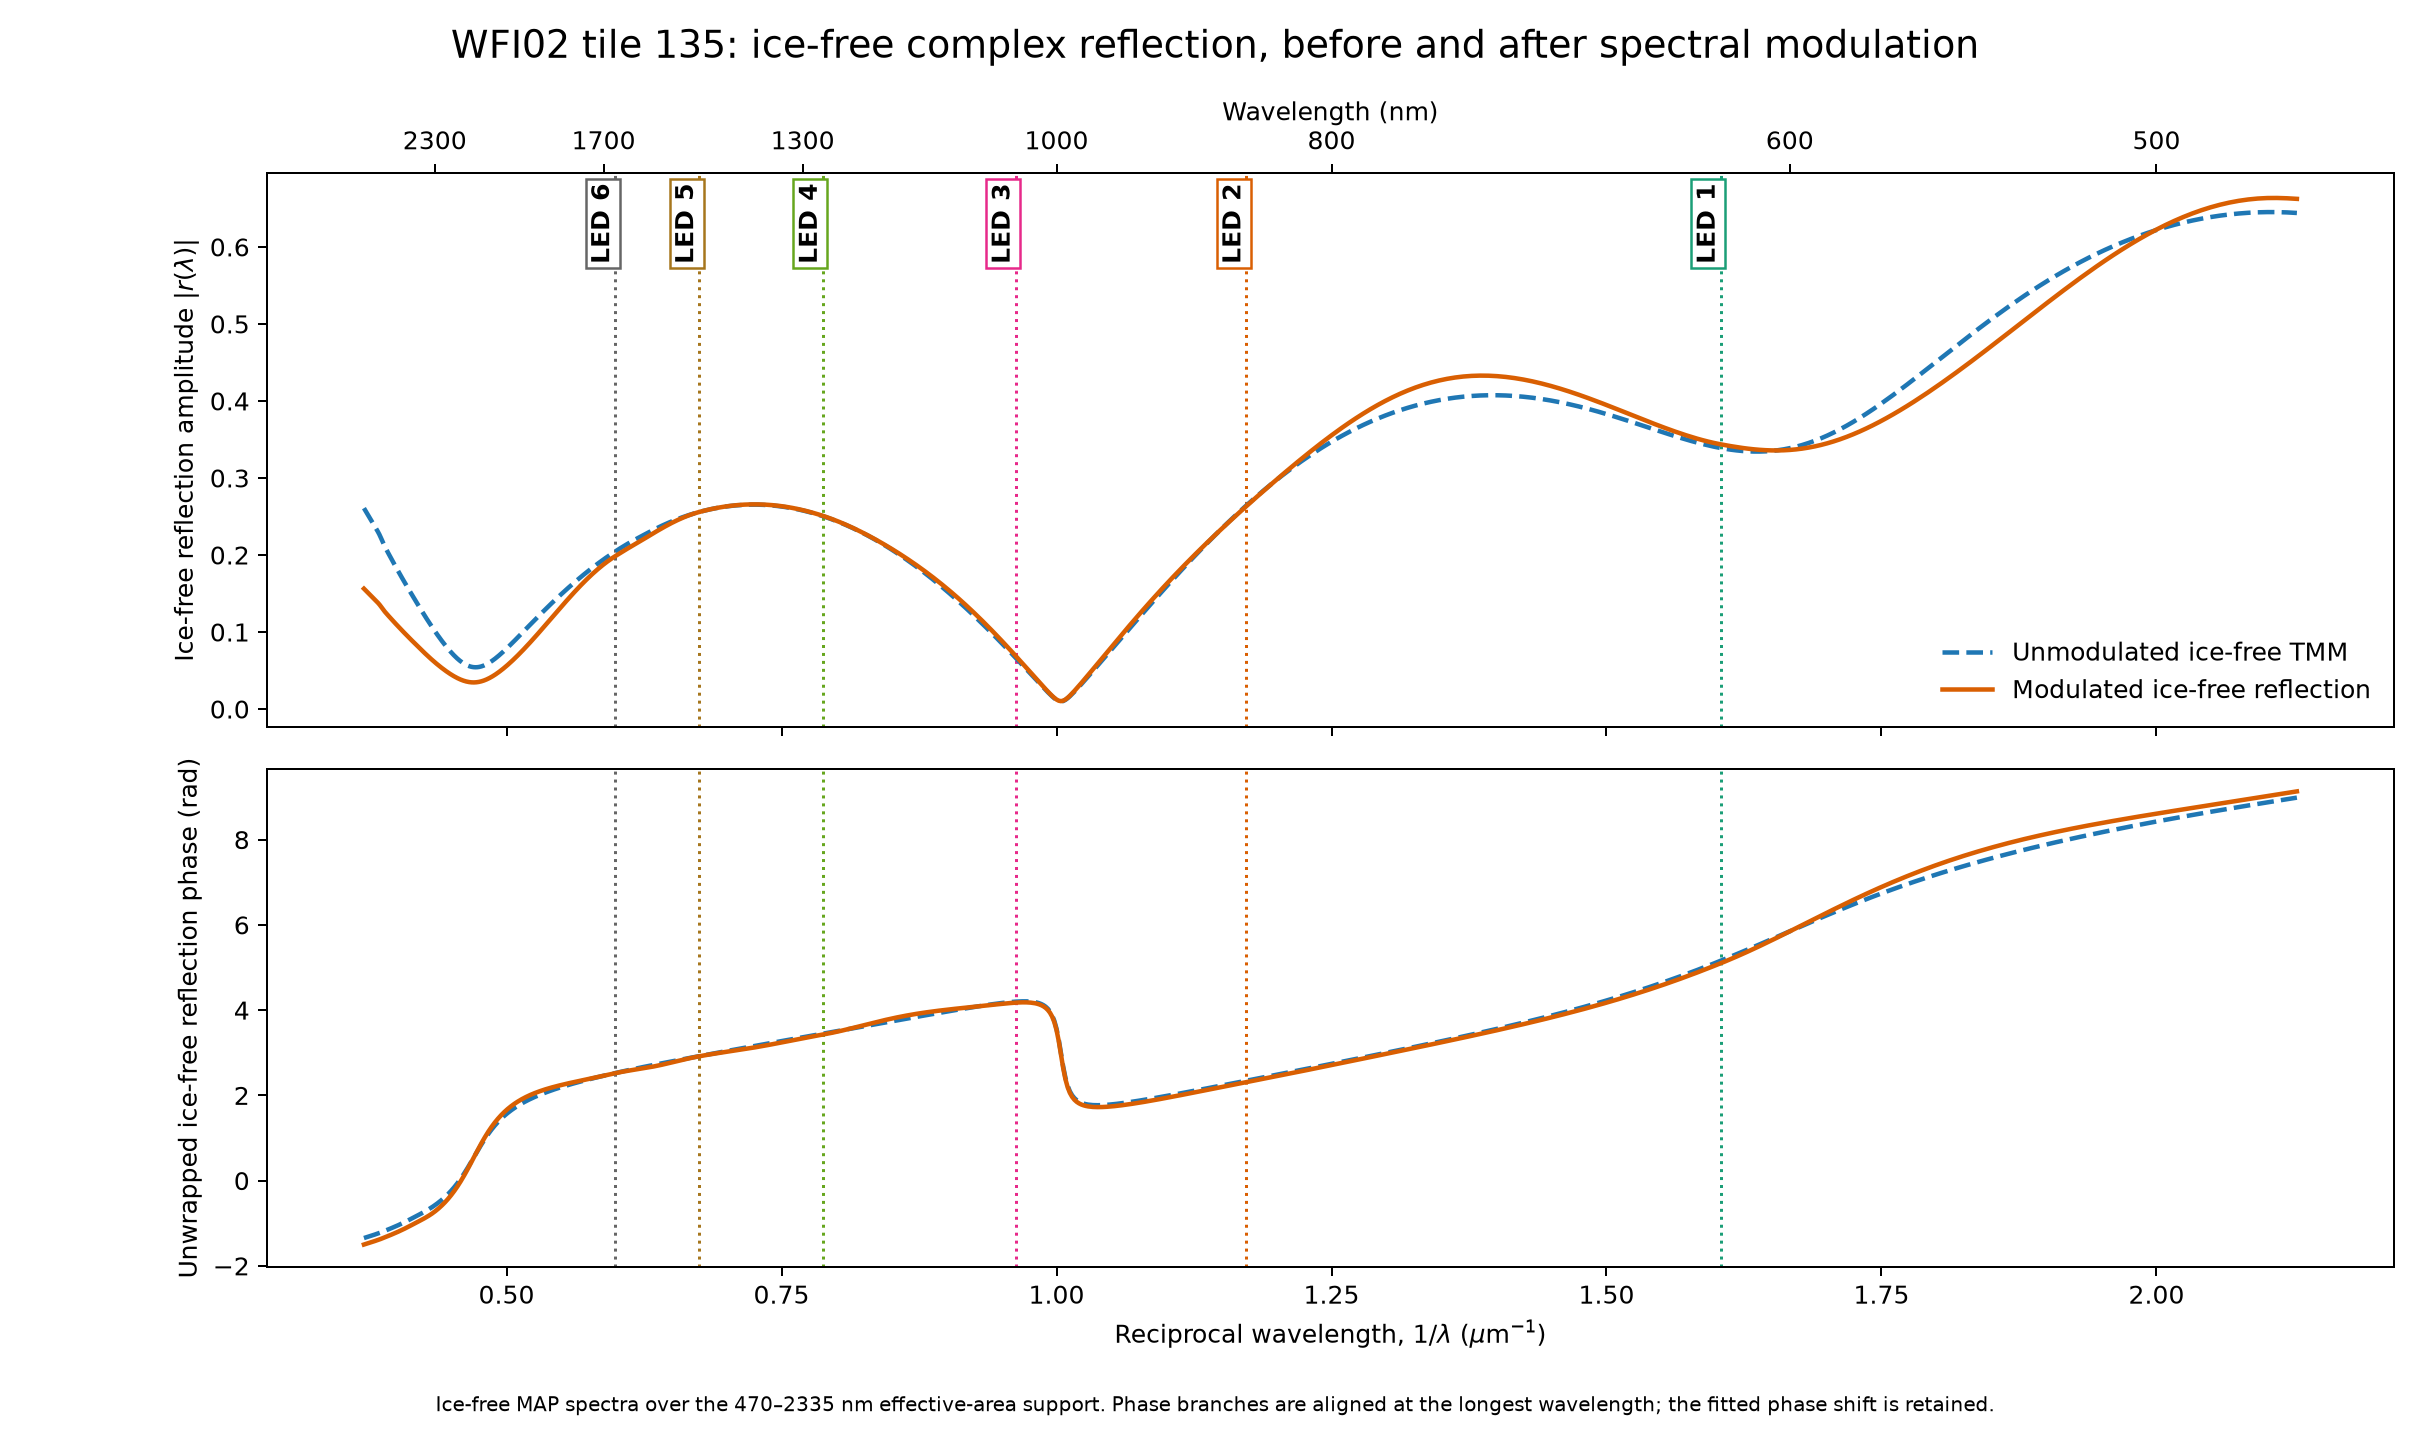 WFI02 tile 135: ice-free complex reflection, before and after spectral modulation
Wavelength (nm)
2300 1700 1300 1000 800 600 500
LED 6 LED 5 LED 4 LED 3 LED 2 LED 1
Ice-free reflection amplitude |r(λ)|
0.6
0.5
0.4
0.3
0.2
0.1
0.0
Unmodulated ice-free TMM
Modulated ice-free reflection
Unwrapped ice-free reflection phase (rad)
8
6
4
2
0
−2
0.50 0.75 1.00 1.25 1.50 1.75 2.00
Reciprocal wavelength, 1/λ (μm⁻¹)
Ice-free MAP spectra over the 470–2335 nm effective-area support. Phase branches are aligned at the longest wavelength; the fitted phase shift is retained.